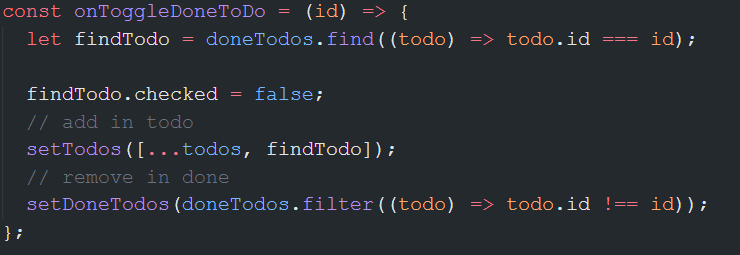 const onToggleDoneToDo = (id) => {
let findTodo = doneTodos.find((todo) => todo.id === id);
findTodo.checked = false;
// add in todo
setTodos([...todos, findTodo]);
// remove in done
setDoneTodos(doneTodos.filter((todo) => todo.id !== id));
};